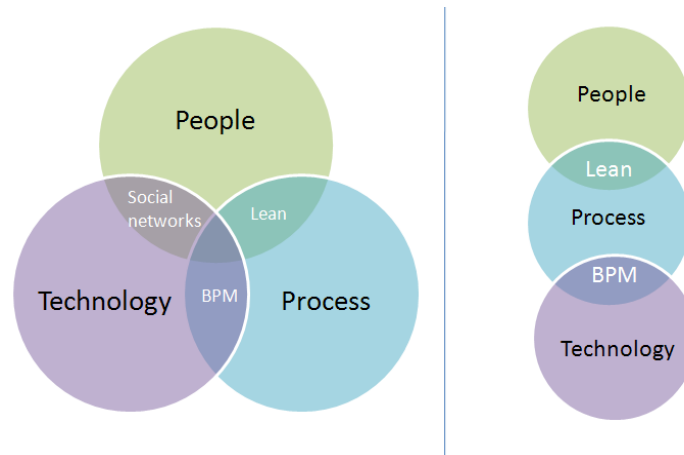 People
Social
networks
Lean
Technology
BPM
Process
People
Lean
Process
BPM
Technology